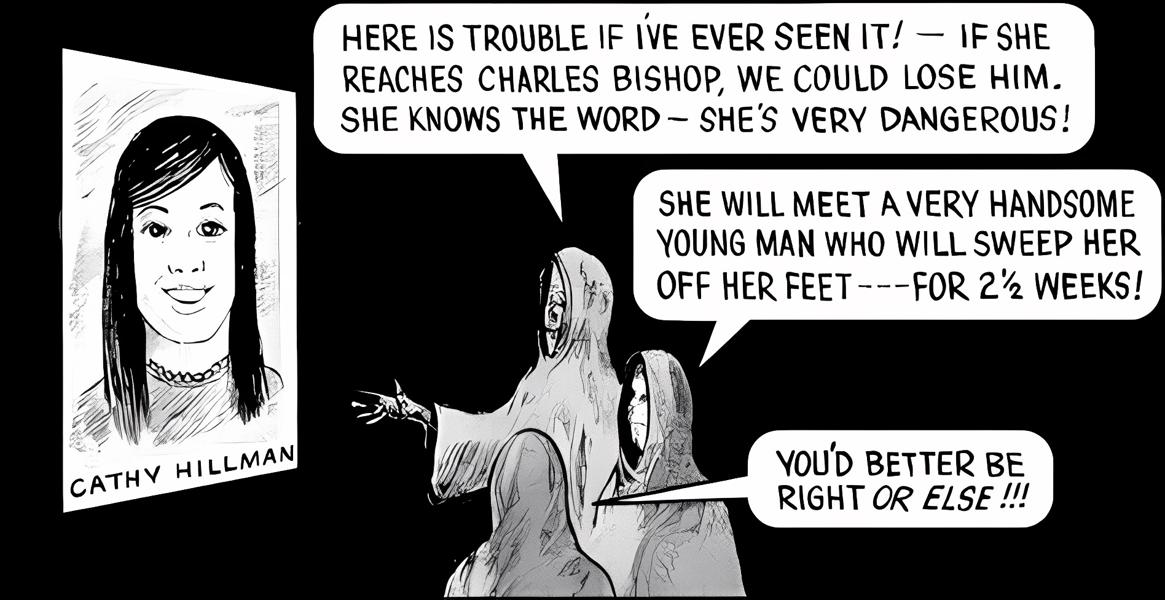 HERE IS TROUBLE IF I'VE EVER SEEN IT! — IF SHE
REACHES CHARLES BISHOP, WE COULD LOSE HIM.
SHE KNOWS THE WORD — SHE'S VERY DANGEROUS!
SHE WILL MEET A VERY HANDSOME
YOUNG MAN WHO WILL SWEEP HER
OFF HER FEET---FOR 2½ WEEKS!
YOU'D BETTER BE
RIGHT OR ELSE!!!
CATHY HILLMAN